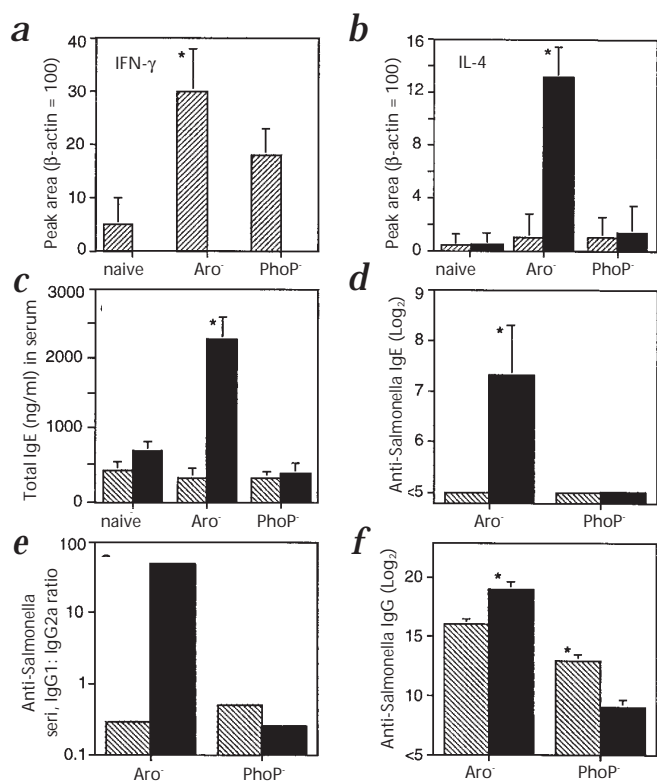 a
Peak area (β-actin = 100)
40
30
20
10
0
IFN-γ
*
naive
Aro-
PhoP-
b
Peak area (β-actin = 100)
16
12
8
4
0
IL-4
*
naive
Aro-
PhoP-
c
Total IgE (ng/ml) in serum
3000
2000
1000
0
*
naive
Aro-
PhoP-
d
Anti-Salmonella IgE (Log2)
9
8
7
6
<5
*
Aro-
PhoP-
e
Anti-Salmonella
seri, IgG1: IgG2a ratio
100
10
1
0.1
Aro-
PhoP-
f
Anti-Salmonella IgG (Log2)
20
15
10
<5
*
*
Aro-
PhoP-